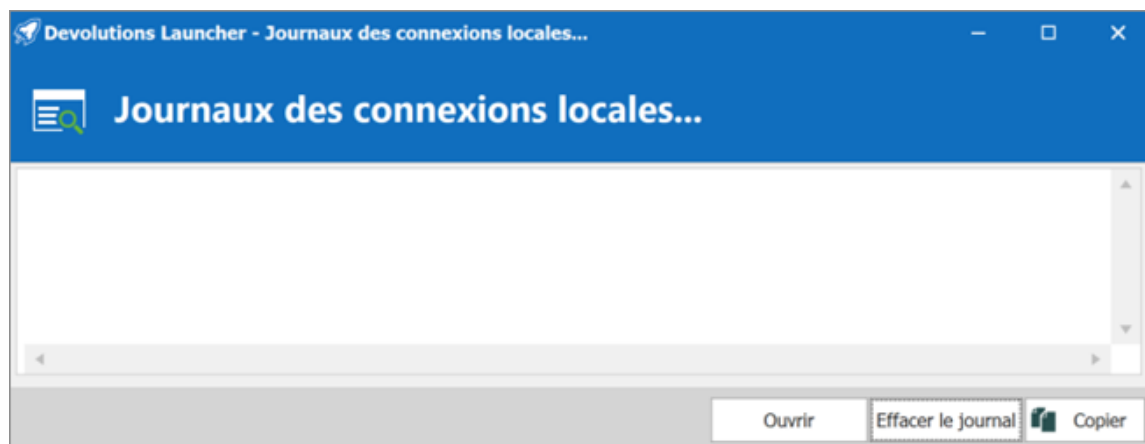 Devolutions Launcher - Journaux des connexions locales...
Journaux des connexions locales...
Ouvrir
Effacer le journal
Copier